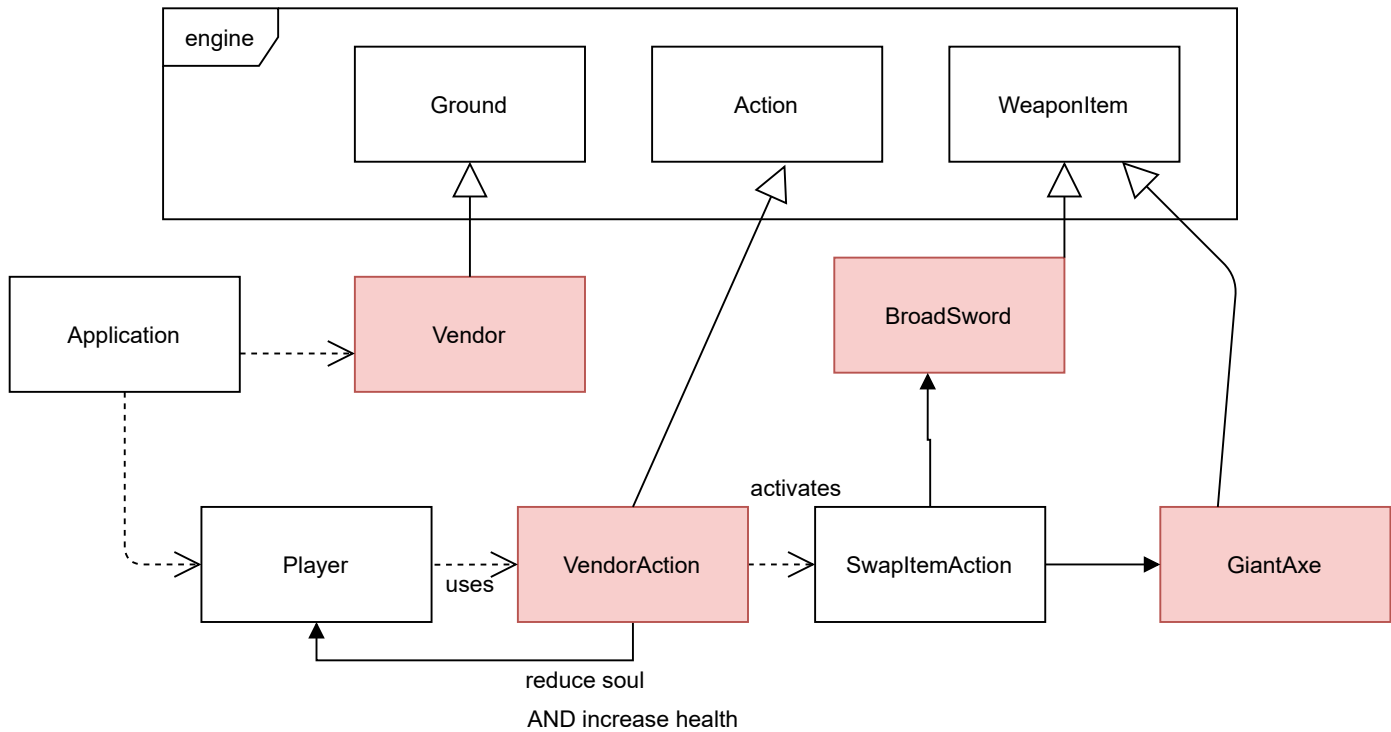 engine
Ground
Action
WeaponItem
Application
Vendor
BroadSword
activates
Player
uses
VendorAction
SwapItemAction
GiantAxe
reduce soul
AND increase health